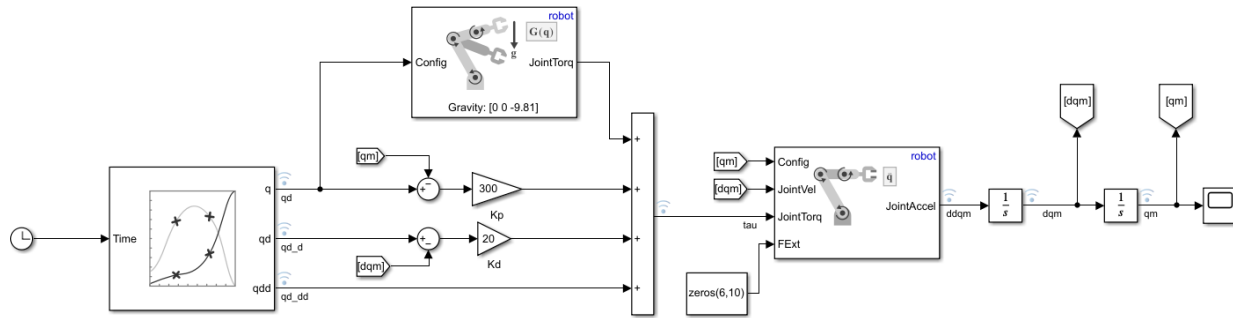 robot
G(q)
g
Config
JointTorq
Gravity: [0 0 -9.81]
[dqm]
[qm]
[qm]
Time
q
qd
qd
qd_d
qdd
qd_dd
+
−
300
Kp
+
−
20
Kd
[dqm]
+
+
+
+
tau
[qm]
[dqm]
robot
Config
JointVel
JointTorq
FExt
q̈
JointAccel
zeros(6,10)
ddqm
1
s
dqm
1
s
qm